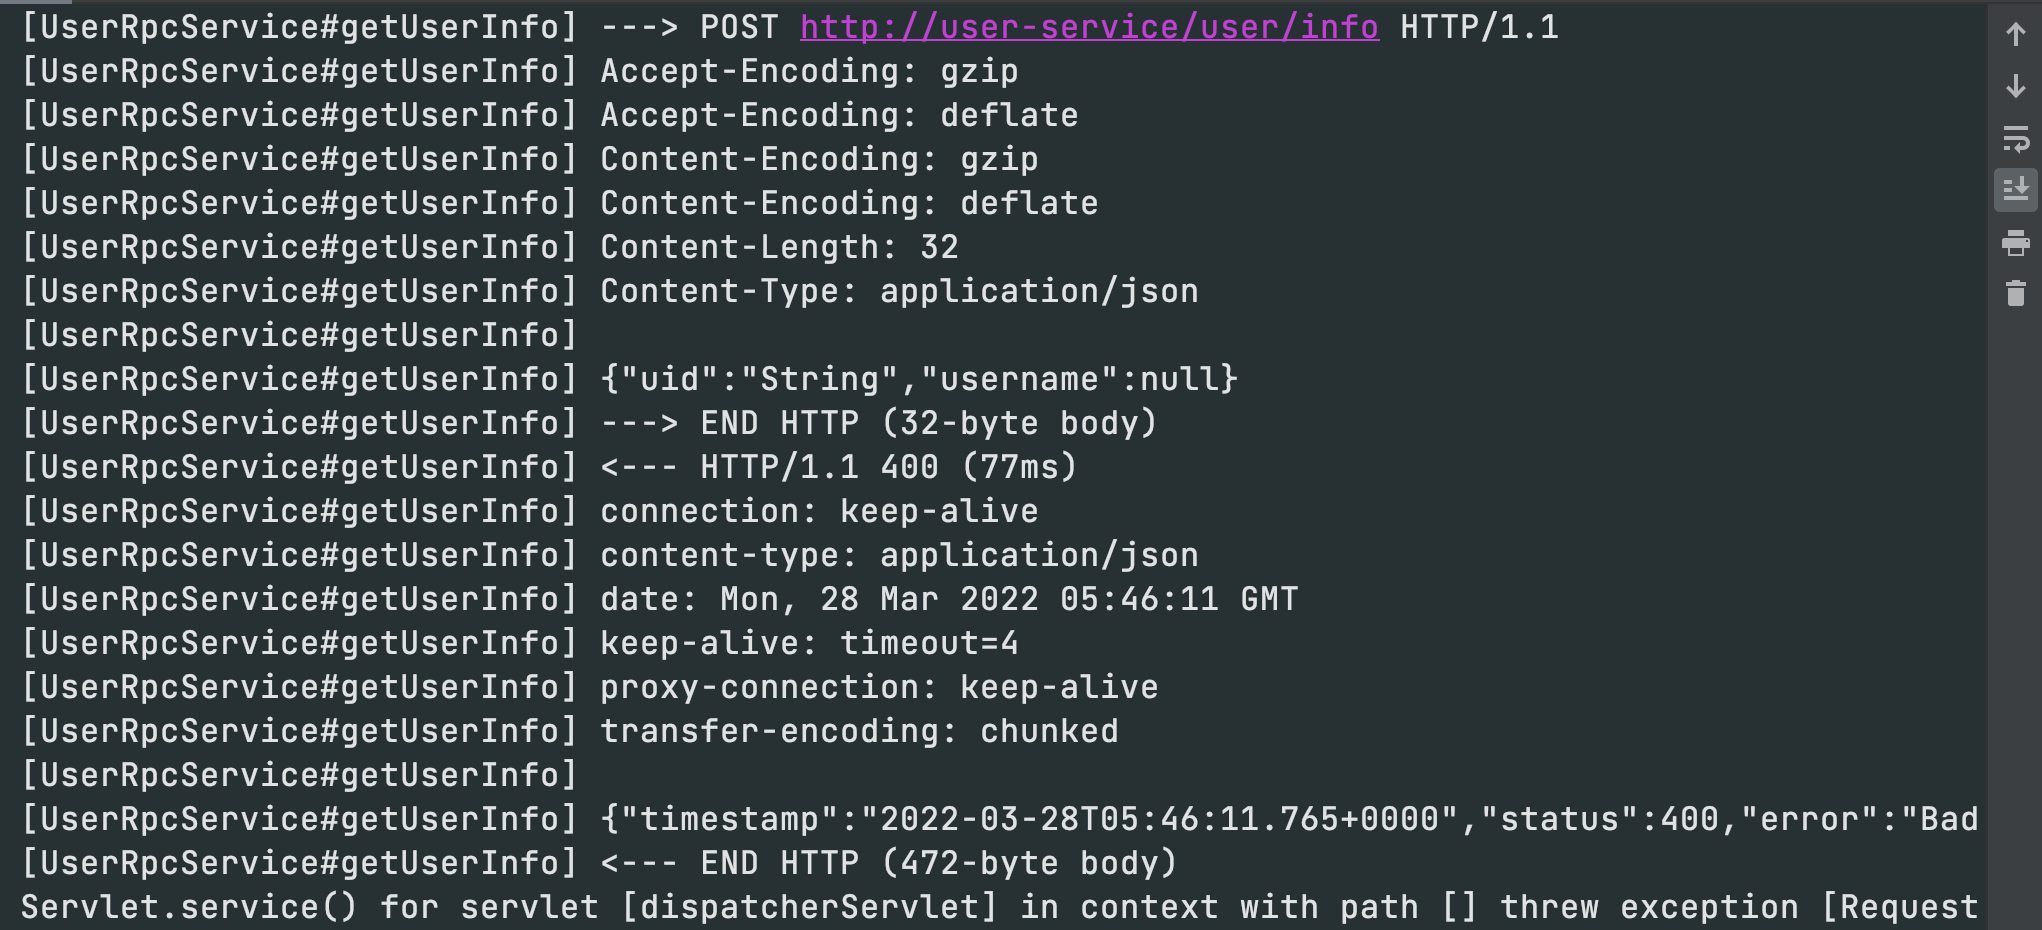 [UserRpcService#getUserInfo] ---> POST http://user-service/user/info HTTP/1.1
[UserRpcService#getUserInfo] Accept-Encoding: gzip
[UserRpcService#getUserInfo] Accept-Encoding: deflate
[UserRpcService#getUserInfo] Content-Encoding: gzip
[UserRpcService#getUserInfo] Content-Encoding: deflate
[UserRpcService#getUserInfo] Content-Length: 32
[UserRpcService#getUserInfo] Content-Type: application/json
[UserRpcService#getUserInfo]
[UserRpcService#getUserInfo] {"uid":"String","username":null}
[UserRpcService#getUserInfo] ---> END HTTP (32-byte body)
[UserRpcService#getUserInfo] <--- HTTP/1.1 400 (77ms)
[UserRpcService#getUserInfo] connection: keep-alive
[UserRpcService#getUserInfo] content-type: application/json
[UserRpcService#getUserInfo] date: Mon, 28 Mar 2022 05:46:11 GMT
[UserRpcService#getUserInfo] keep-alive: timeout=4
[UserRpcService#getUserInfo] proxy-connection: keep-alive
[UserRpcService#getUserInfo] transfer-encoding: chunked
[UserRpcService#getUserInfo]
[UserRpcService#getUserInfo] {"timestamp":"2022-03-28T05:46:11.765+0000","status":400,"error":"Bad
[UserRpcService#getUserInfo] <--- END HTTP (472-byte body)
Servlet.service() for servlet [dispatcherServlet] in context with path [] threw exception [Request